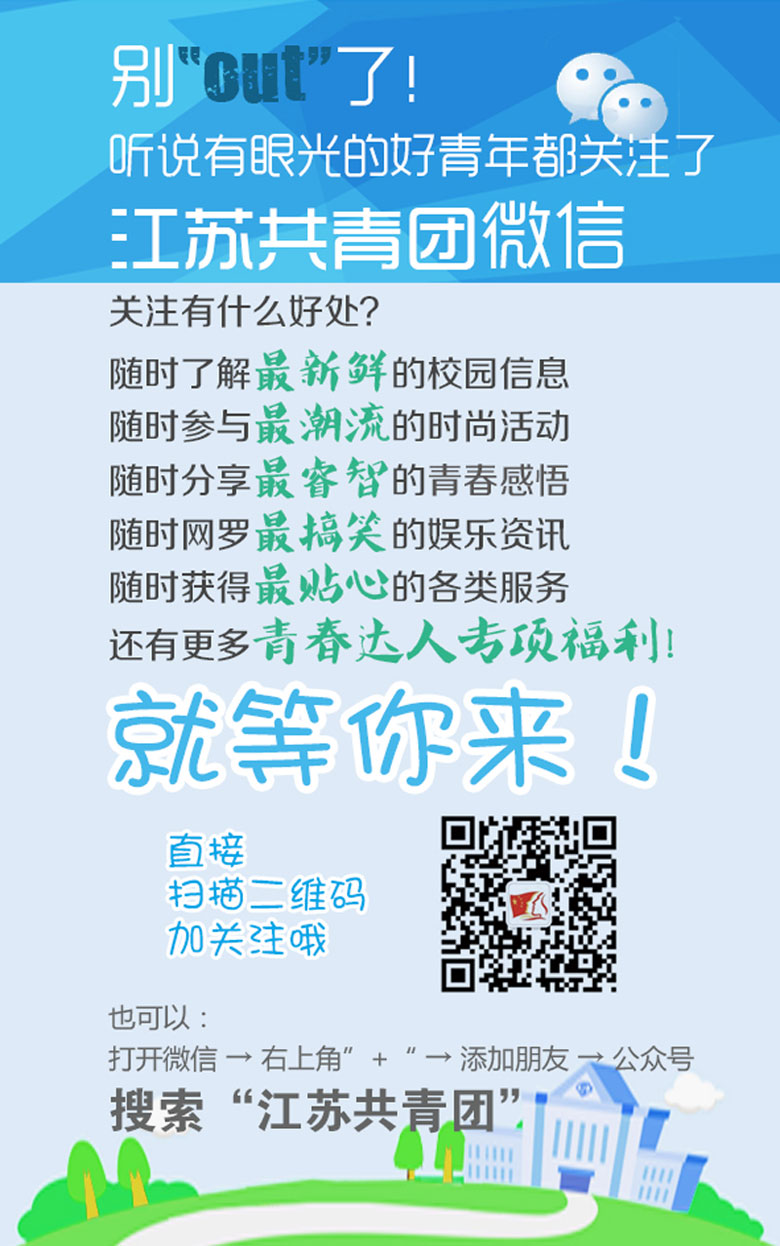 别“out”了!
听说有眼光的好青年都关注了
江苏共青团微信
关注有什么好处?
随时了解最新鲜的校园信息
随时参与最潮流的时尚活动
随时分享最睿智的青春感悟
随时网罗最搞笑的娱乐资讯
随时获得最贴心的各类服务
还有更多青春达人专项福利!
就等你来！
直接
扫描二维码
加关注哦
也可以：
打开微信 → 右上角”+“ → 添加朋友 → 公众号
搜索“江苏共青团”